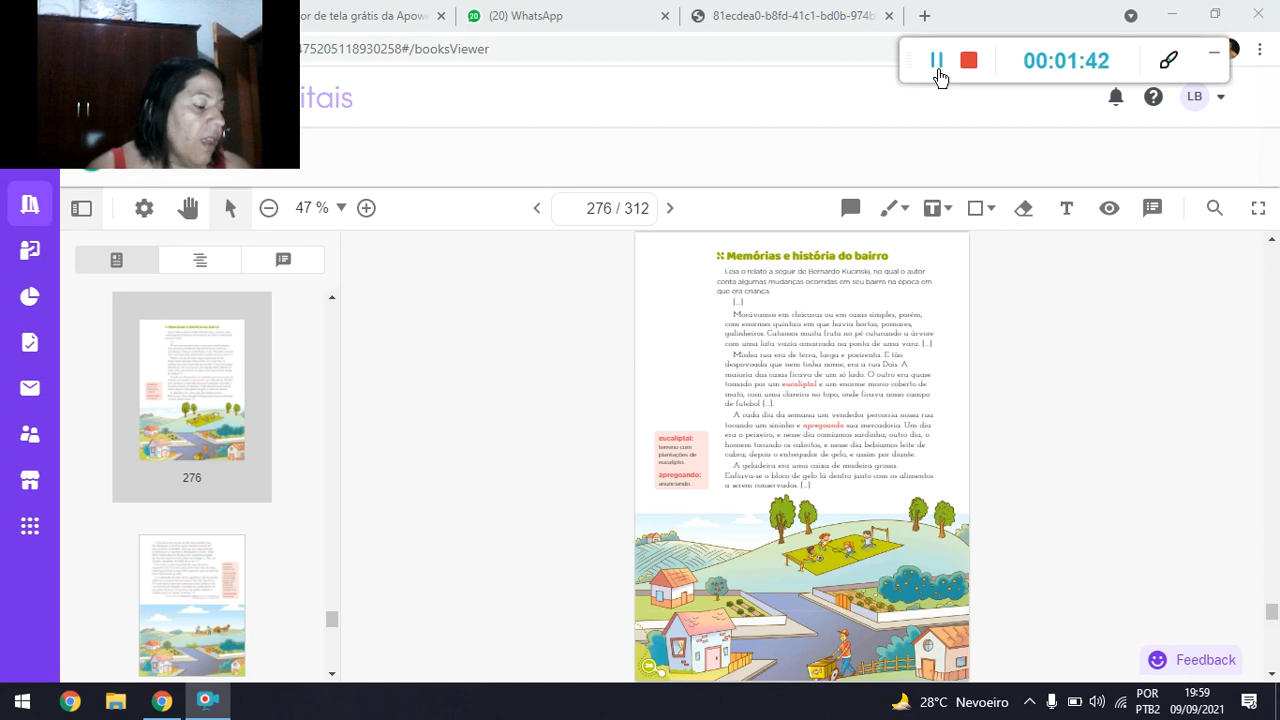 or de tela grátis da Apow
(20) WhatsApp
81ecdea0-b8fd-41c1-bd0b-974b
475205118930258#/booksViewer
00:01:42
itais
LB
47 %
276 / 312
276
Memórias e história do bairro
Leia o relato a seguir de Bernardo Kucinski, no qual o autor
conta algumas mudanças ocorridas em seu bairro na época em
que era criança.
[...]
Morávamos em chácaras ou em casas simples, porém,
com enormes quintais em que havia hortas, pomares,
galinheiros. Catamos muita fruta no pé cutucando a árvore
com uma lata vazia amarrada na ponta de uma vara. [...]
Minha rua era de terra, larga e poeirenta. E tão
desprovada que nem tinha nome, era a rua Dois. A
maioria das casas ficava de um só lado. O outro era quase
tomado por um eucaliptal e um enorme morro coberto de
mato, com uma clareira no topo, onde ficava nosso campo
de futebol [...].
A cada dia da semana um vendedor percorria nossa rua
tocando um sininho e apregoando sua mercadoria. Um dia
era o peixeiro, e nesse dia comíamos sardinha; outro dia, o
homem tocando os cabritos, e nesse dia bebíamos leite de
cabra; depois o entregador de gelo, e assim por diante.
A geladeira era uma caixa de madeira grossa.
Enfiava-se o bloco de gelo lá dentro junto com os alimentos
a serem conservados. [...]
eucaliptal:
terreno com
plantações de
eucalipto.
apregoando:
anunciando.
Feedback
28°C Nevoeiro
POR
PTB2
19:59
09/09/2021